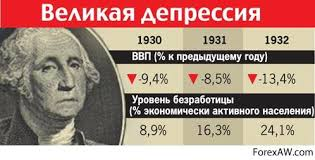 Великая депрессия
1930 1931 1932
ВВП (% к предыдущему году)
-9,4% -8,5% -13,4%
Уровень безработицы
(% экономически активного населения)
8,9% 16,3% 24,1%
ForexAW.com